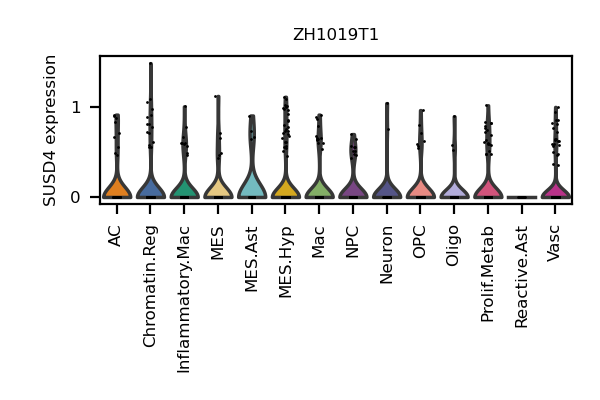 ZH1019T1
SUSD4 expression
1
0
AC
Chromatin.Reg
Inflammatory.Mac
MES
MES.Ast
MES.Hyp
Mac
NPC
Neuron
OPC
Oligo
Prolif.Metab
Reactive.Ast
Vasc